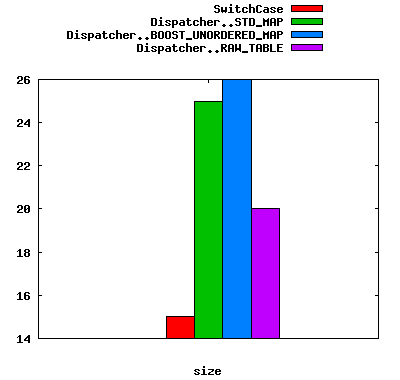 SwitchCase
Dispatcher..STD_MAP
Dispatcher..BOOST_UNORDERED_MAP
Dispatcher..RAW_TABLE
26
24
22
20
18
16
14
size